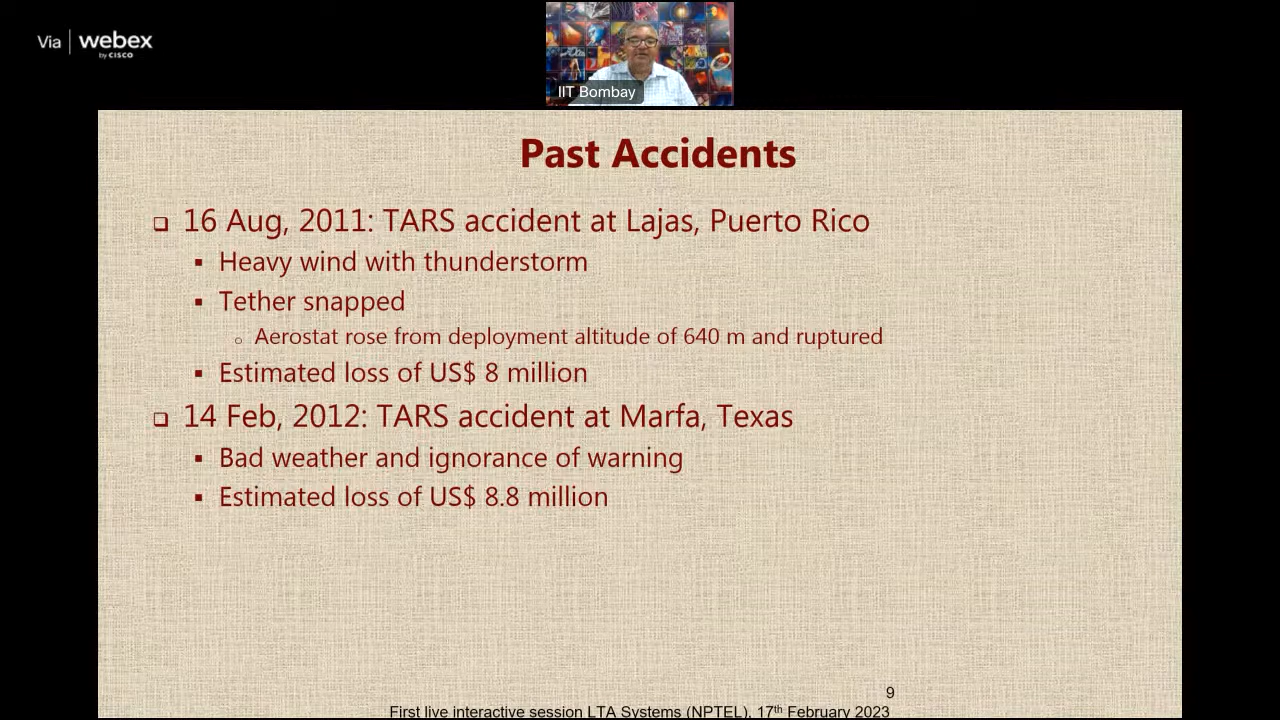 Via webex
by CISCO
IIT Bombay
Past Accidents
16 Aug, 2011: TARS accident at Lajas, Puerto Rico
Heavy wind with thunderstorm
Tether snapped
Aerostat rose from deployment altitude of 640 m and ruptured
Estimated loss of US$ 8 million
14 Feb, 2012: TARS accident at Marfa, Texas
Bad weather and ignorance of warning
Estimated loss of US$ 8.8 million
9
First live interactive session LTA Systems (NPTEL), 17th February 2023